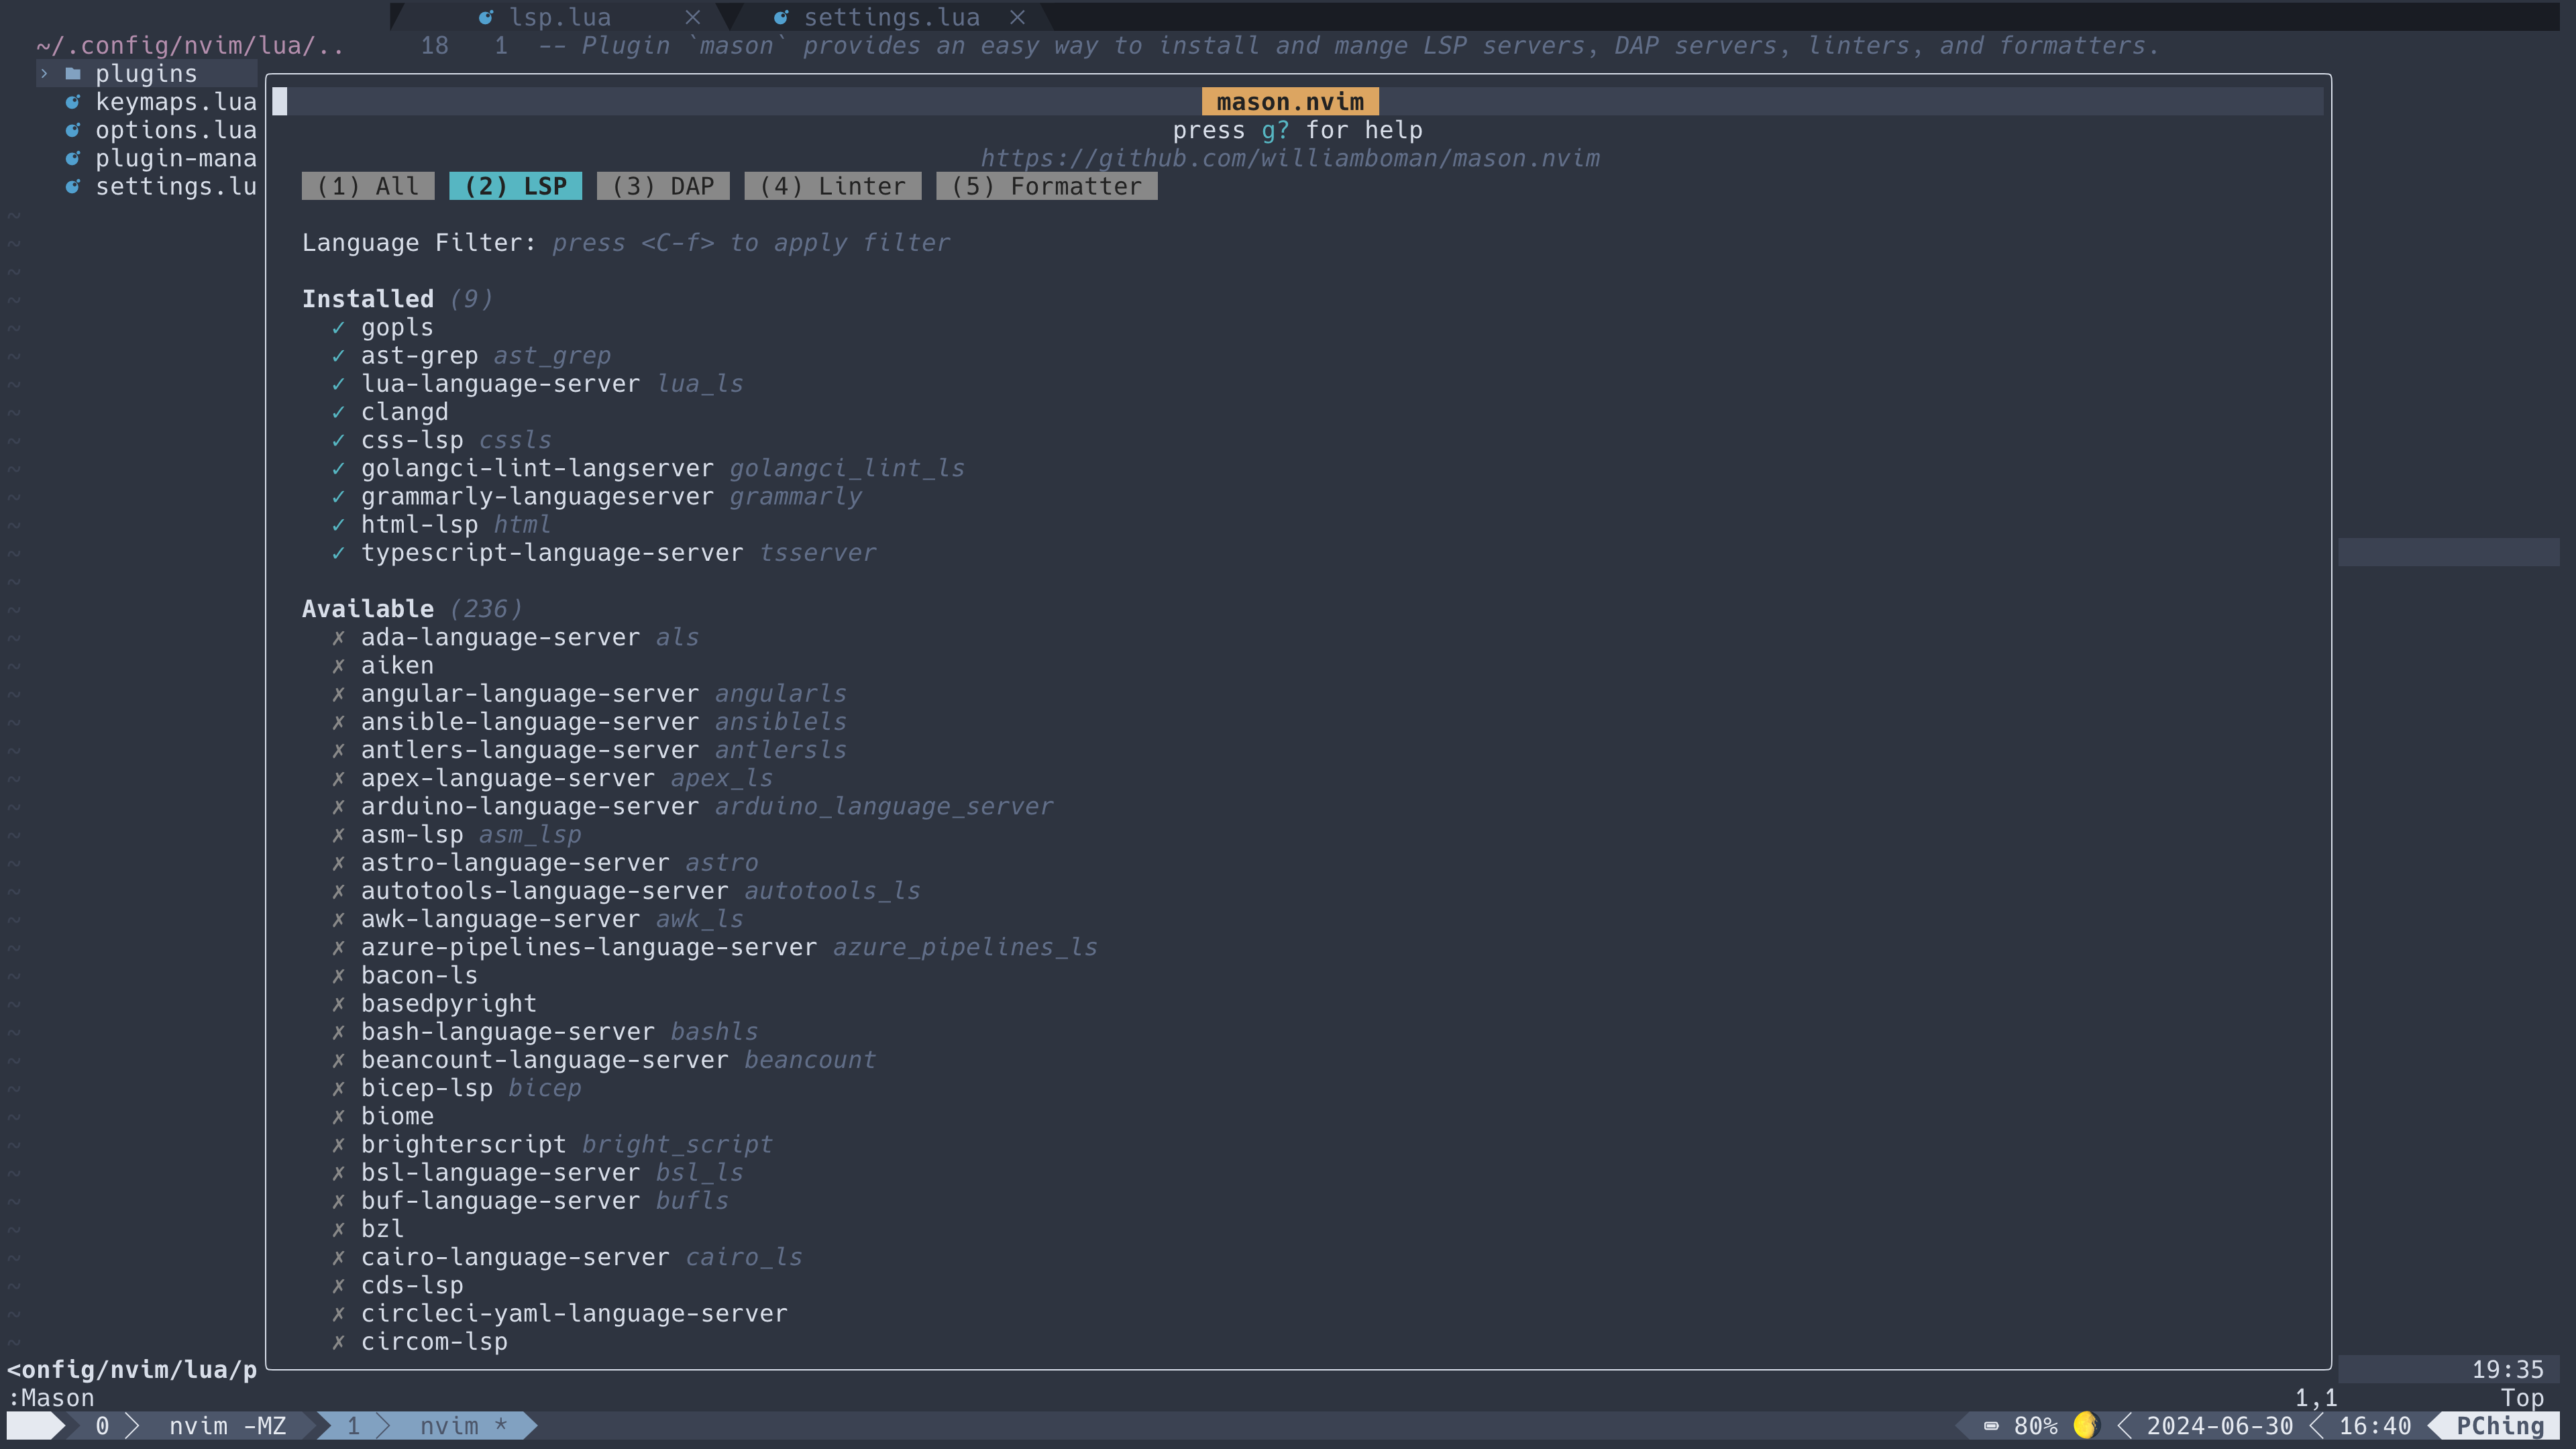 lsp.lua × settings.lua ×
~/.config/nvim/lua/.. 18 1 -- Plugin `mason` provides an easy way to install and mange LSP servers, DAP servers, linters, and formatters.
> plugins
keymaps.lua
options.lua
plugin-mana
settings.lu
mason.nvim
press g? for help
https://github.com/williamboman/mason.nvim
(1) All (2) LSP (3) DAP (4) Linter (5) Formatter
Language Filter: press <C-f> to apply filter
Installed (9)
✓ gopls
✓ ast-grep ast_grep
✓ lua-language-server lua_ls
✓ clangd
✓ css-lsp cssls
✓ golangci-lint-langserver golangci_lint_ls
✓ grammarly-languageserver grammarly
✓ html-lsp html
✓ typescript-language-server tsserver
Available (236)
✗ ada-language-server als
✗ aiken
✗ angular-language-server angularls
✗ ansible-language-server ansiblels
✗ antlers-language-server antlersls
✗ apex-language-server apex_ls
✗ arduino-language-server arduino_language_server
✗ asm-lsp asm_lsp
✗ astro-language-server astro
✗ autotools-language-server autotools_ls
✗ awk-language-server awk_ls
✗ azure-pipelines-language-server azure_pipelines_ls
✗ bacon-ls
✗ basedpyright
✗ bash-language-server bashls
✗ beancount-language-server beancount
✗ bicep-lsp bicep
✗ biome
✗ brighterscript bright_script
✗ bsl-language-server bsl_ls
✗ buf-language-server bufls
✗ bzl
✗ cairo-language-server cairo_ls
✗ cds-lsp
✗ circleci-yaml-language-server
✗ circom-lsp
<onfig/nvim/lua/p 19:35
:Mason 1,1 Top
0 nvim -MZ 1 nvim * 80% 2024-06-30 16:40 PChing